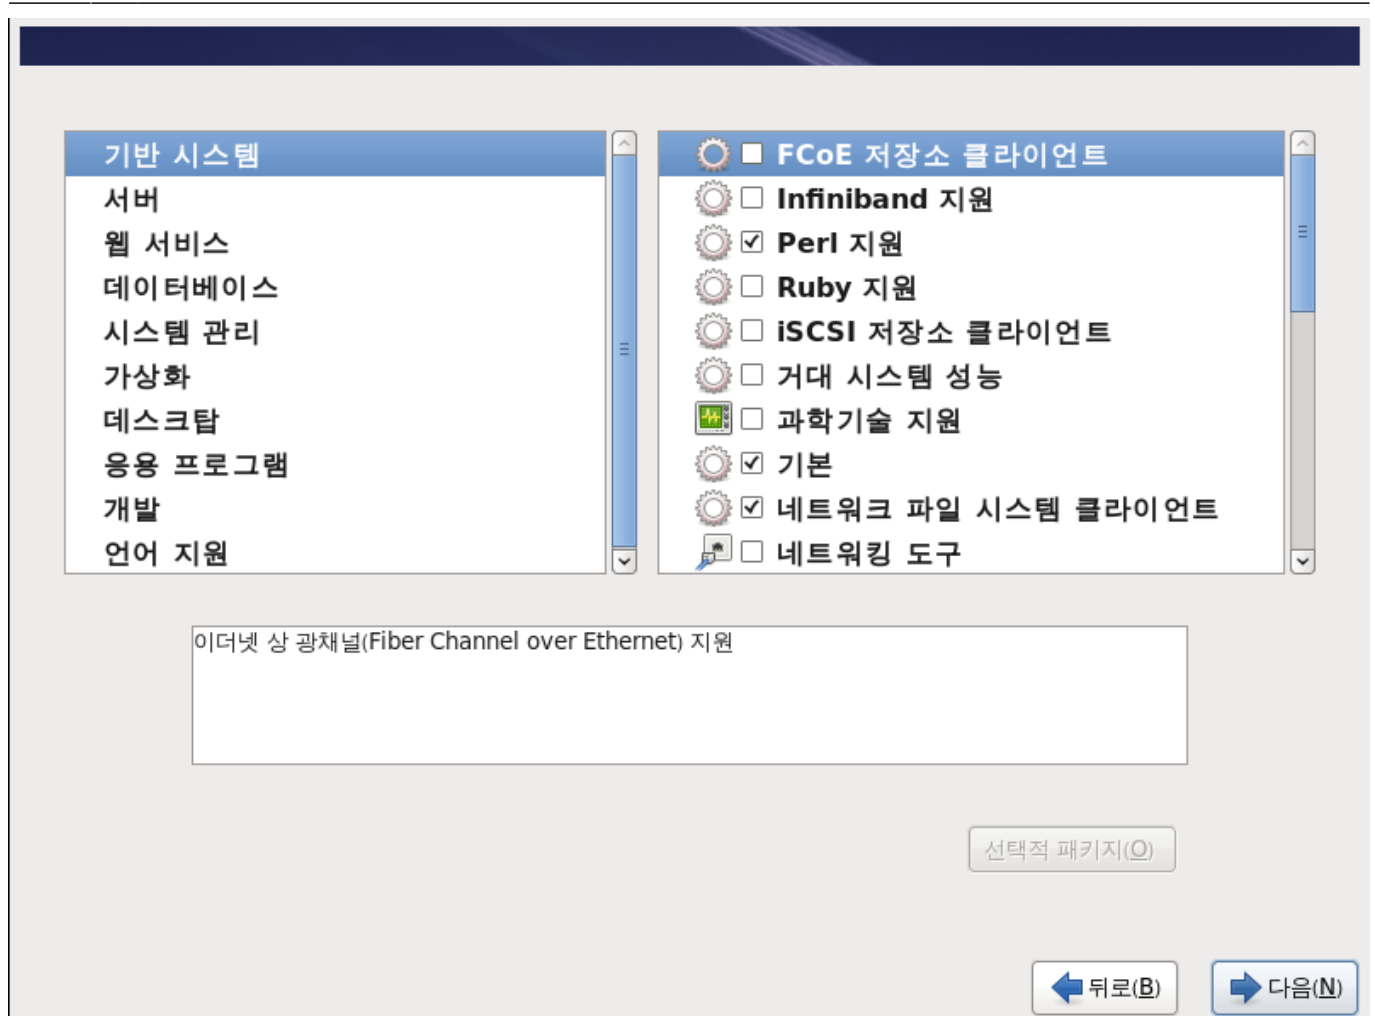 기반 시스템
서버
웹 서비스
데이터베이스
시스템 관리
가상화
데스크탑
응용 프로그램
개발
언어 지원
FCoE 저장소 클라이언트
Infiniband 지원
Perl 지원
Ruby 지원
iSCSI 저장소 클라이언트
거대 시스템 성능
과학기술 지원
기본
네트워크 파일 시스템 클라이언트
네트워킹 도구
이더넷 상 광채널(Fiber Channel over Ethernet) 지원
선택적 패키지(O)
뒤로(B)
다음(N)